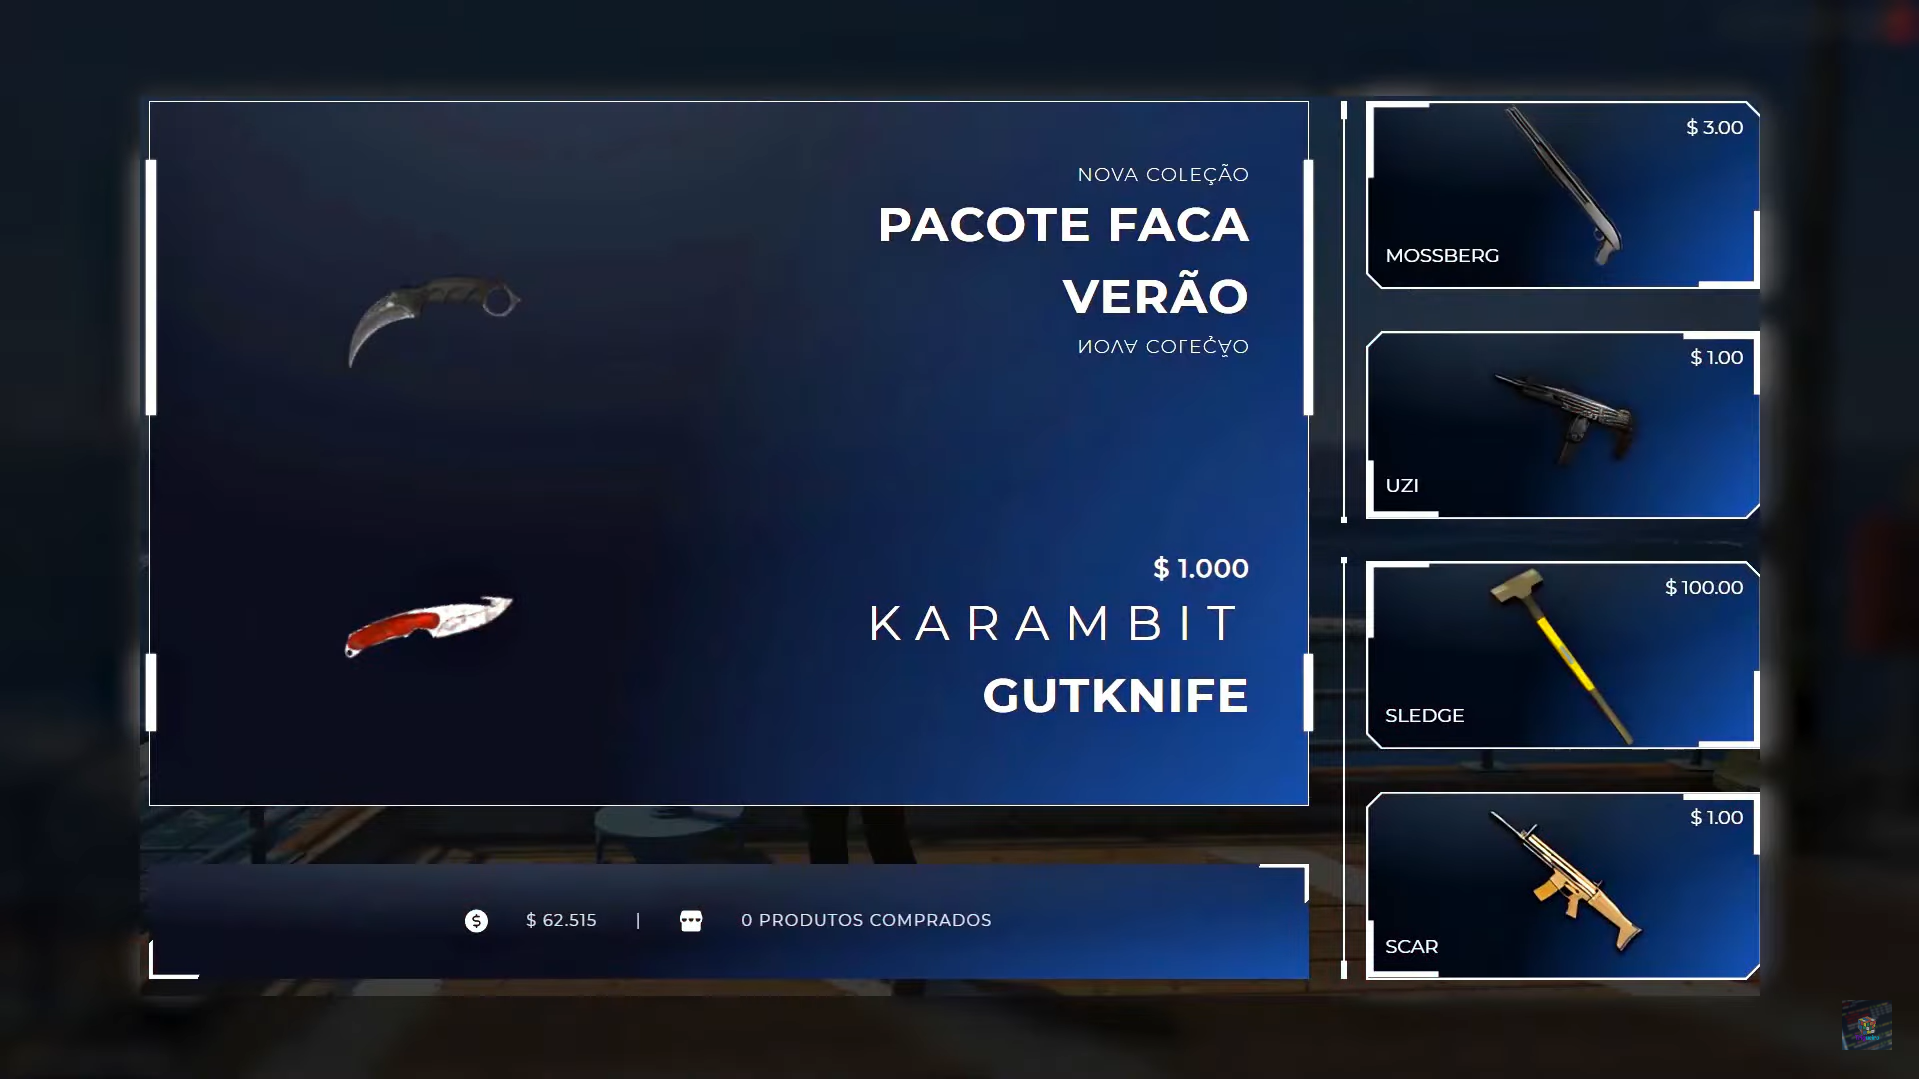 NOVA COLEÇÃO
PACOTE FACA
VERÃO
NOVA COLEÇÃO
$ 1.000
KARAMBIT
GUTKNIFE
$ 62.515 | 0 PRODUTOS COMPRADOS
$ 3.00
MOSSBERG
$ 1.00
UZI
$ 100.00
SLEDGE
$ 1.00
SCAR